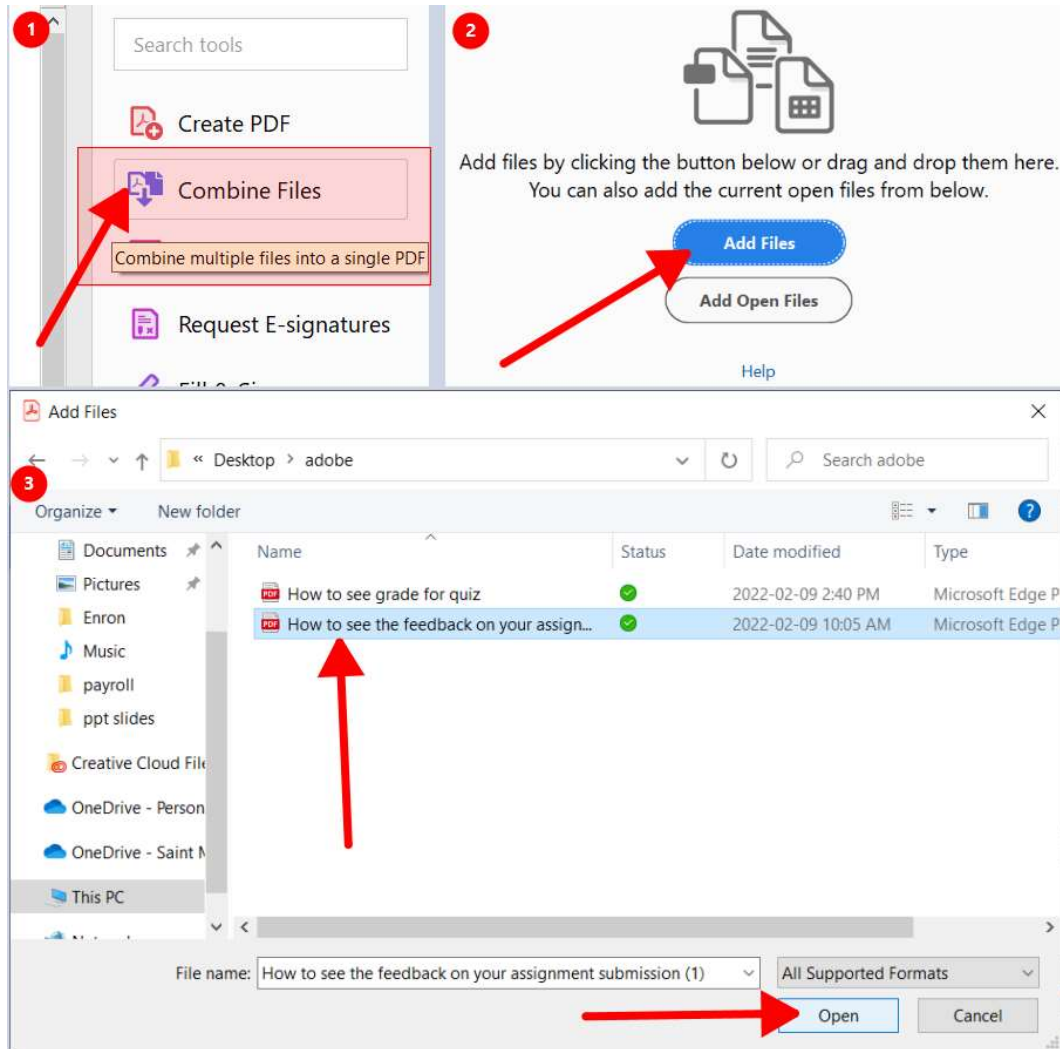 1
Search tools
Create PDF
Combine Files
Combine multiple files into a single PDF
Request E-signatures
2
Add files by clicking the button below or drag and drop them here.
You can also add the current open files from below.
Add Files
Add Open Files
Help
Add Files
« Desktop > adobe
Search adobe
3
Organize
New folder
Documents
Pictures
Enron
Music
payroll
ppt slides
Creative Cloud File
OneDrive - Person
OneDrive - Saint M
This PC
Name Status Date modified Type
PDF How to see grade for quiz 2022-02-09 2:40 PM Microsoft Edge P
PDF How to see the feedback on your assign... 2022-02-09 10:05 AM Microsoft Edge P
File name: How to see the feedback on your assignment submission (1) All Supported Formats
Open Cancel